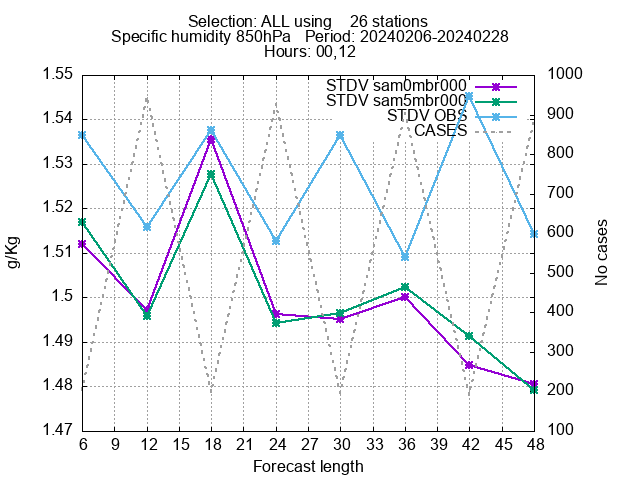 Selection: ALL using 26 stations
Specific humidity 850hPa Period: 20240206-20240228
Hours: 00,12
STDV sam0mbr000
STDV sam5mbr000
STDV OBS
CASES
1.55
1.54
1.53
1.52
1.51
1.5
1.49
1.48
1.47
g/Kg
1000
900
800
700
600
500
400
300
200
100
No cases
6 9 12 15 18 21 24 27 30 33 36 39 42 45 48
Forecast length